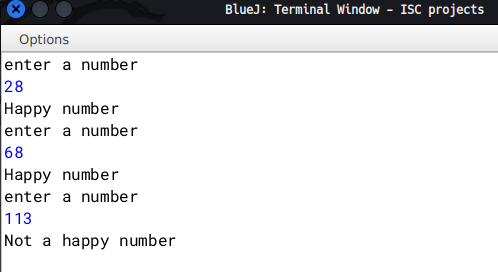 BlueJ: Terminal Window - ISC projects
Options
enter a number
28
Happy number
enter a number
68
Happy number
enter a number
113
Not a happy number